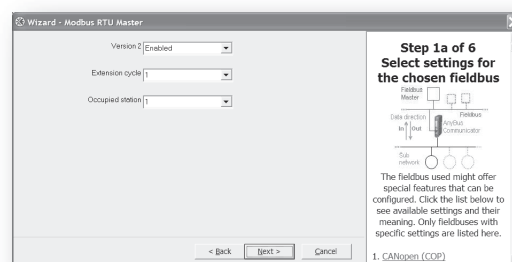 Wizard - Modbus RTU Master
Version 2 Enabled
Extension cycle 1
Occupied station 1
< Back Next > Cancel
Step 1a of 6
Select settings for
the chosen fieldbus
Fieldbus
Master
Fieldbus
Data direction
In Out
AnyBus
Communicator
Sub
network
The fieldbus used might offer
special features that can be
configured. Click the list below to
see available settings and their
meaning. Only fieldbuses with
specific settings are listed here.
1. CANopen (COP)